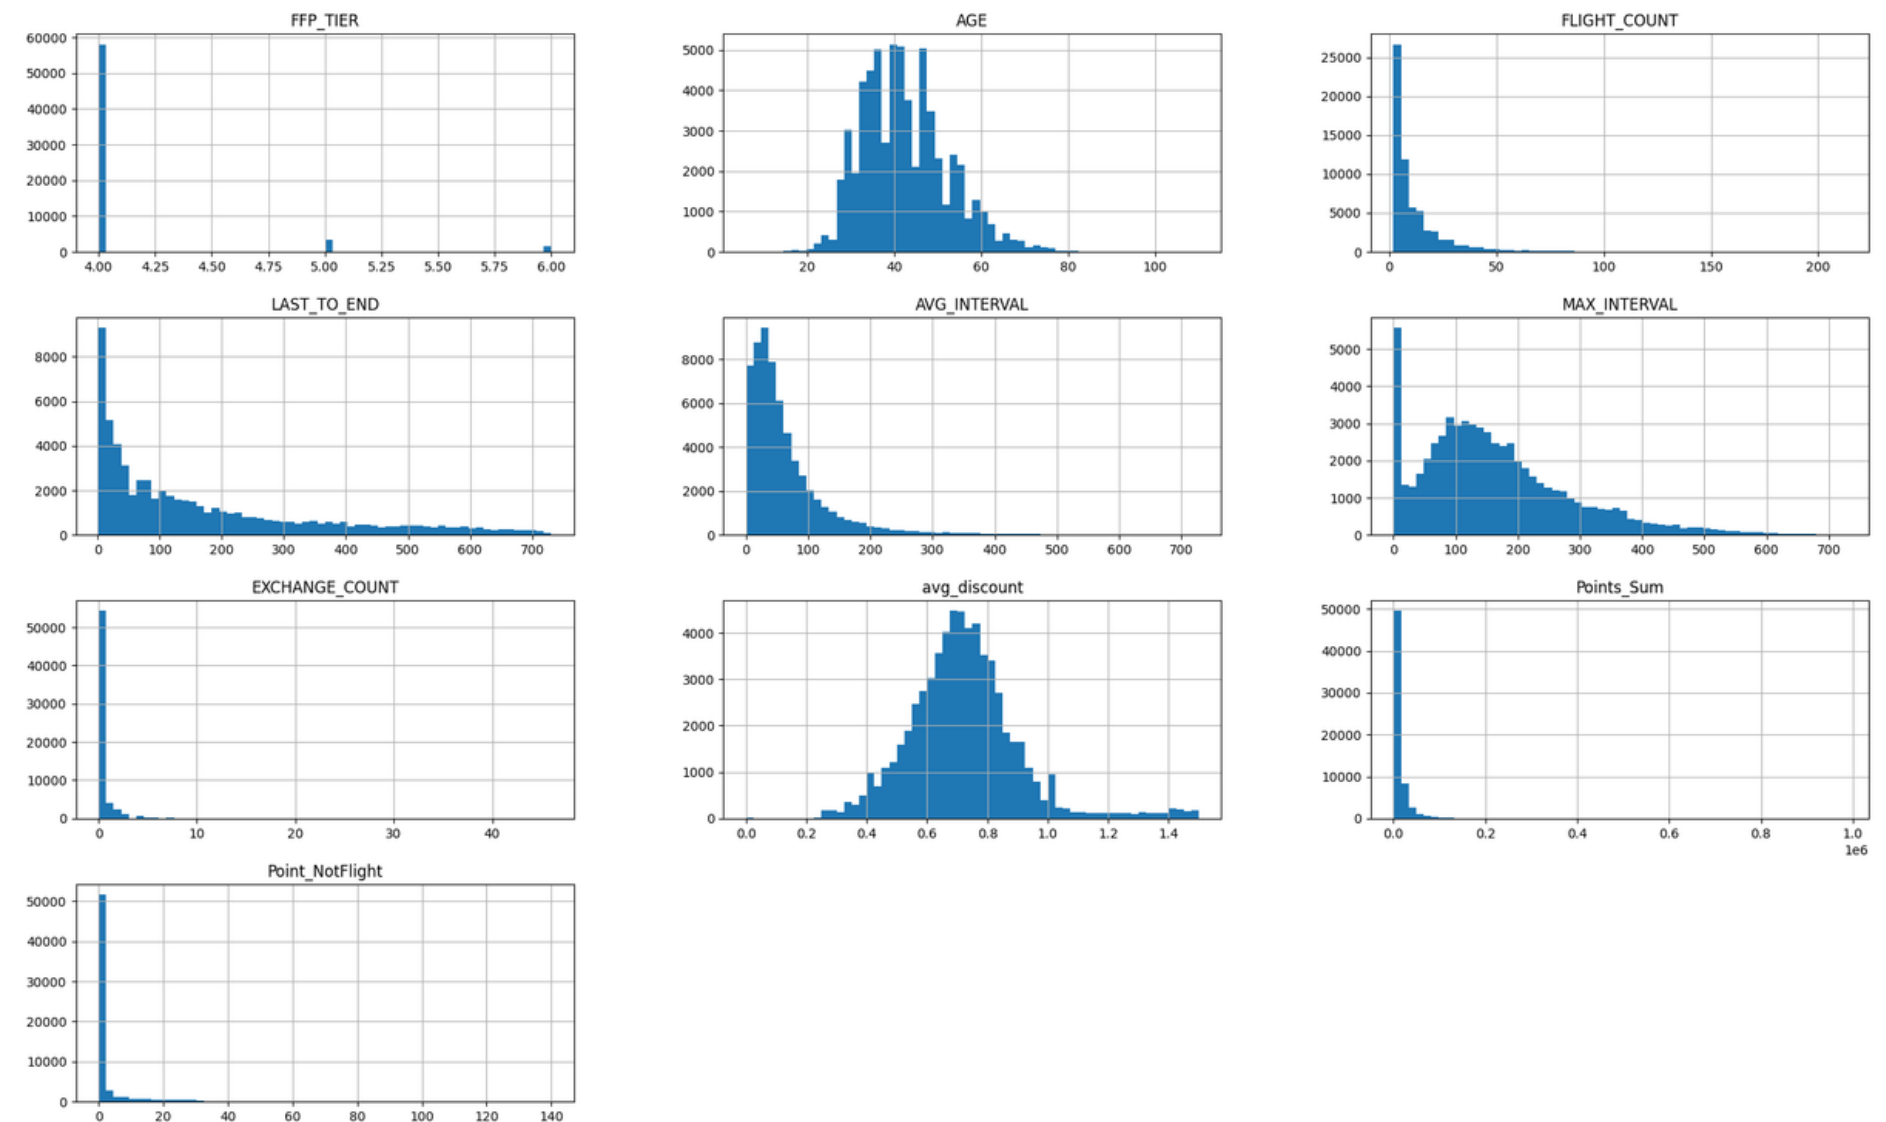 FFP_TIER
60000
50000
40000
30000
20000
10000
0
4.00 4.25 4.50 4.75 5.00 5.25 5.50 5.75 6.00
AGE
5000
4000
3000
2000
1000
0
20 40 60 80 100
FLIGHT_COUNT
25000
20000
15000
10000
5000
0
0 50 100 150 200
LAST_TO_END
8000
6000
4000
2000
0
0 100 200 300 400 500 600 700
AVG_INTERVAL
8000
6000
4000
2000
0
0 100 200 300 400 500 600 700
MAX_INTERVAL
5000
4000
3000
2000
1000
0
0 100 200 300 400 500 600 700
EXCHANGE_COUNT
50000
40000
30000
20000
10000
0
0 10 20 30 40
avg_discount
4000
3000
2000
1000
0
0.0 0.2 0.4 0.6 0.8 1.0 1.2 1.4
Points_Sum
50000
40000
30000
20000
10000
0
0.0 0.2 0.4 0.6 0.8 1.0
1e6
Point_NotFlight
50000
40000
30000
20000
10000
0
0 20 40 60 80 100 120 140